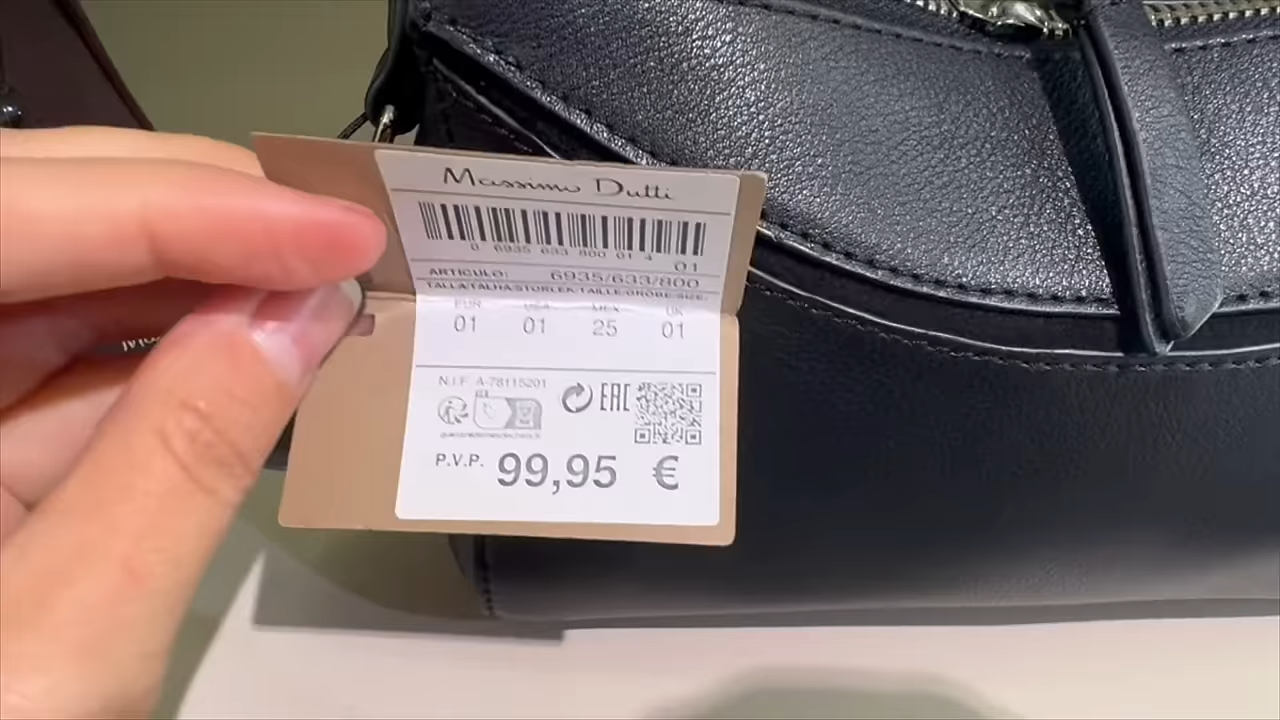 Massimo Dutti
0 6935 633 800 01 4
01
ARTICULO: 6935/633/800
TALLA/TALHA/STORLEK/TAILLE/GRÖßE/SIZE:
EUR USA MEX UK
01 01 25 01
N.I.F A-78115201
EAC
P.V.P. 99,95 €